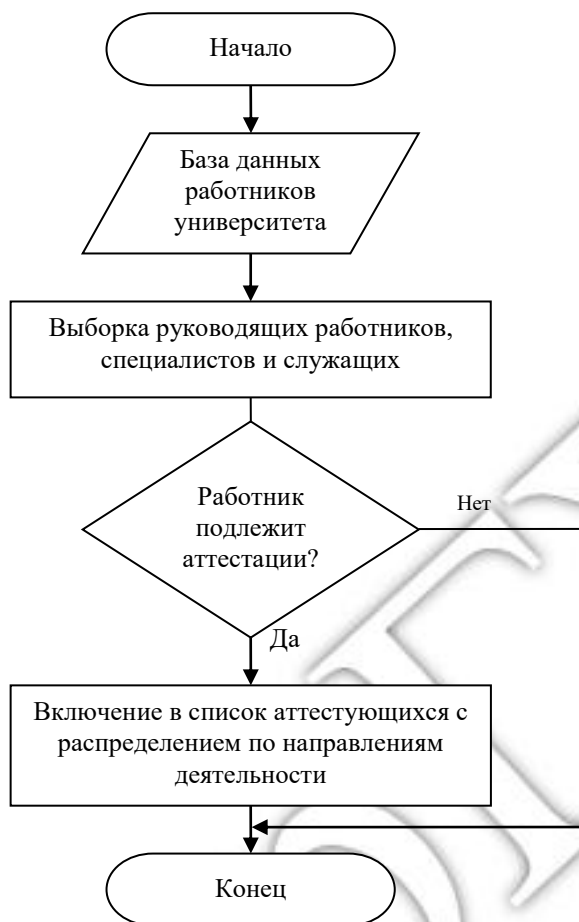 Начало
База данных
работников
университета
Выборка руководящих работников,
специалистов и служащих
Работник
подлежит
аттестации?
Нет
Да
Включение в список аттестующихся с
распределением по направлениям
деятельности
Конец